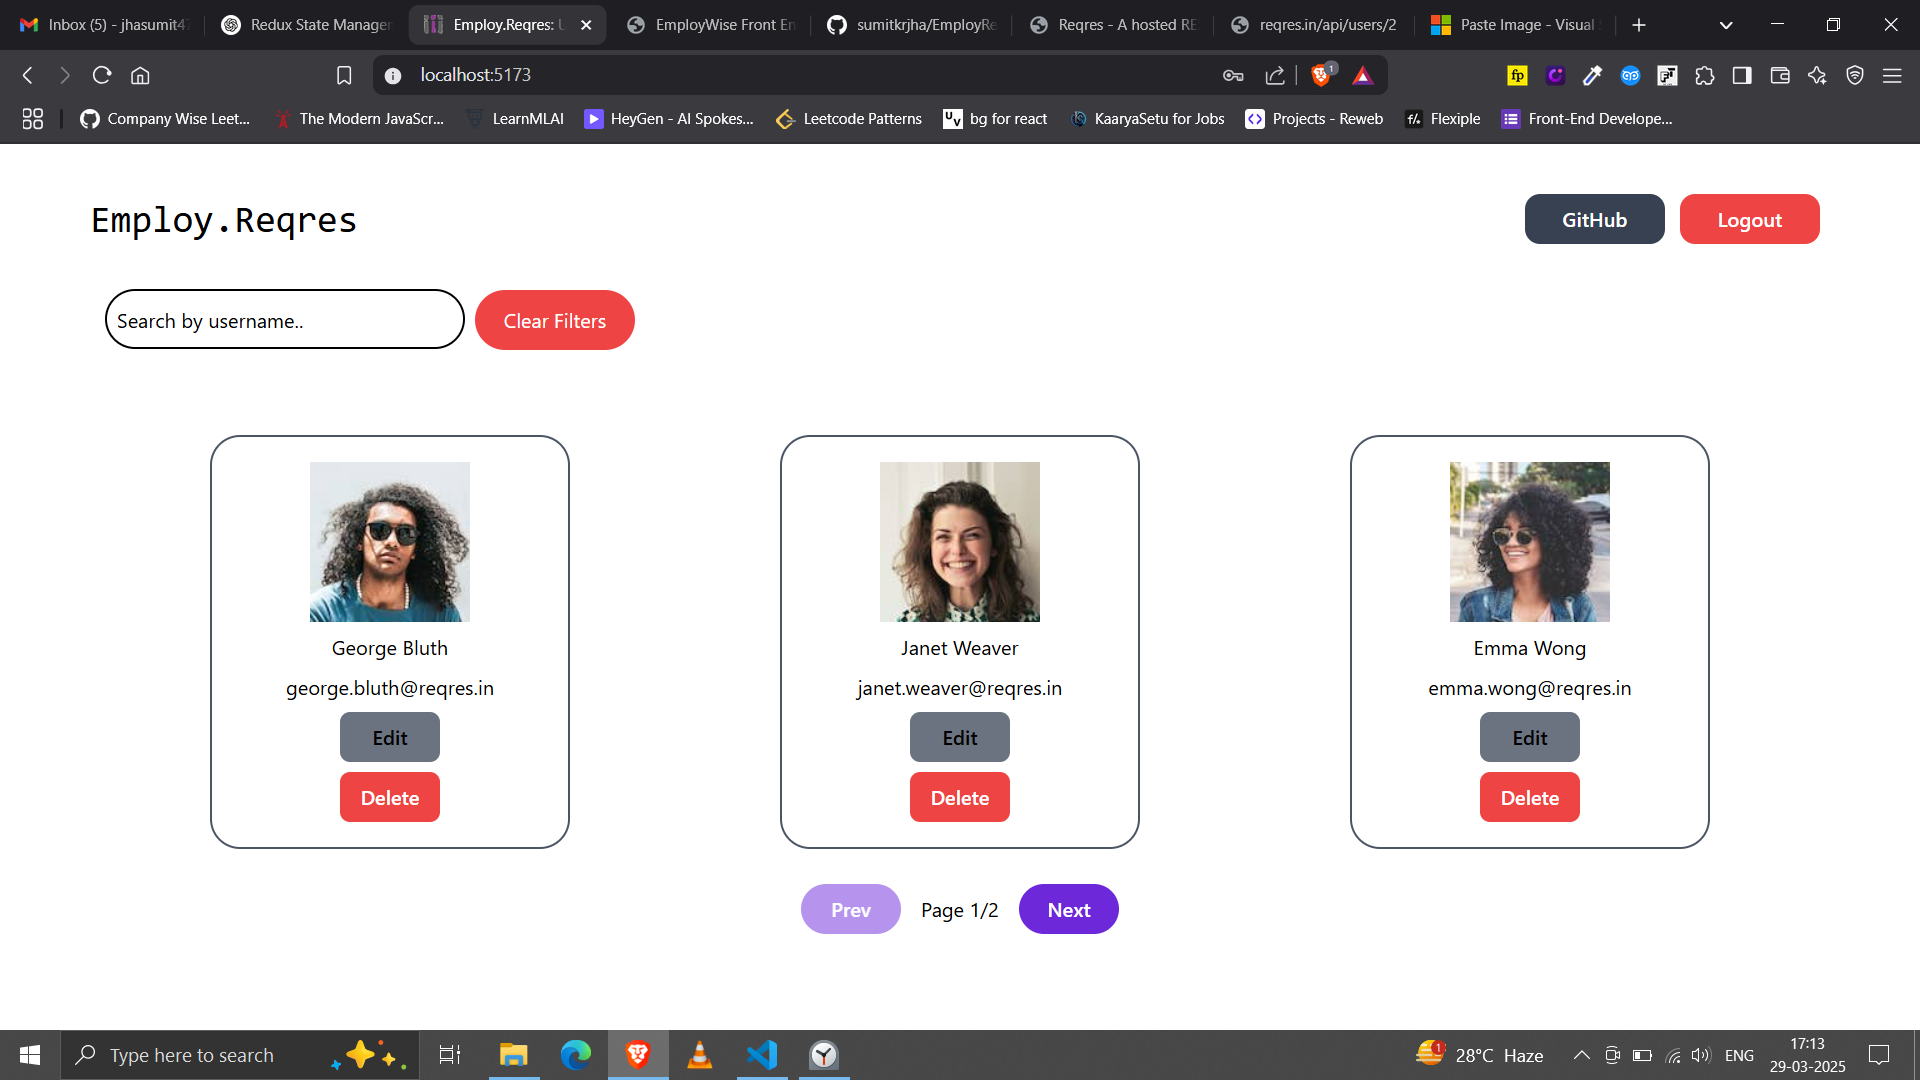 Inbox (5) - jhasumit47
Redux State Manager
Employ.Reqres: U
EmployWise Front En
sumitkrjha/EmployRe
Reqres - A hosted RE
reqres.in/api/users/2
Paste Image - Visual S
localhost:5173
1
fp
Company Wise Leet...
The Modern JavaScr...
LearnMLAI
HeyGen - AI Spokes...
Leetcode Patterns
UV
bg for react
KaaryaSetu for Jobs
Projects - Reweb
f/.
Flexiple
Front-End Develope...
Employ.Reqres
GitHub
Logout
Search by username..
Clear Filters
George Bluth
george.bluth@reqres.in
Edit
Delete
Janet Weaver
janet.weaver@reqres.in
Edit
Delete
Emma Wong
emma.wong@reqres.in
Edit
Delete
Prev
Page 1/2
Next
Type here to search
1
28°C Haze
ENG
17:13
29-03-2025